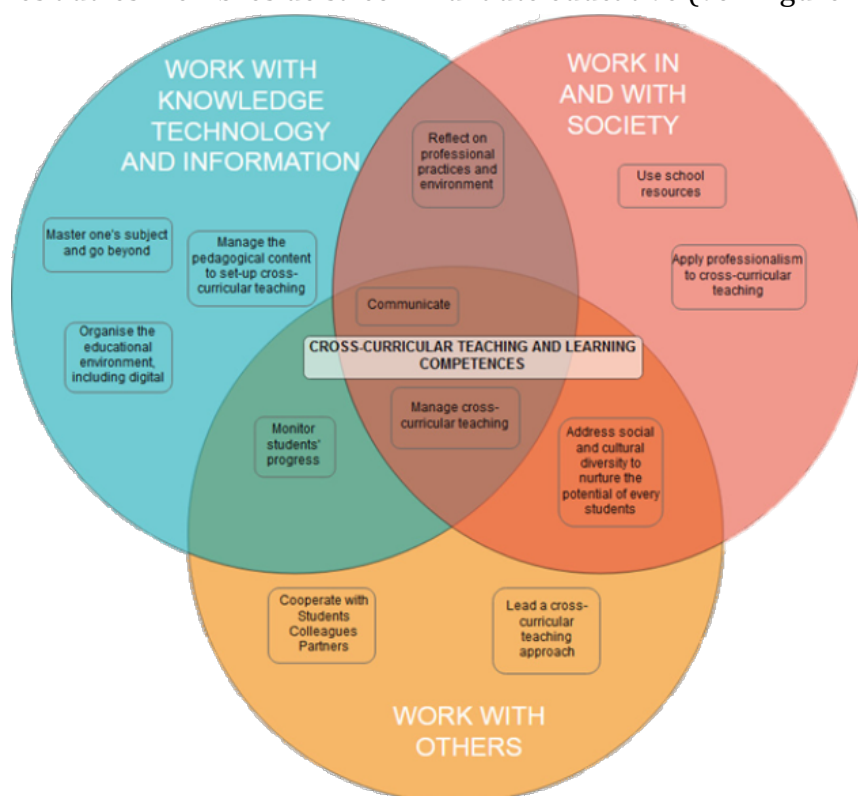 WORK WITH
KNOWLEDGE
TECHNOLOGY
AND INFORMATION
WORK IN
AND WITH
SOCIETY
Reflect on
professional
practices and
environment
Use school
resources
Master one's subject
and go beyond
Manage the
pedagogical content
to set-up cross-
curricular teaching
Apply professionalism
to cross-curricular
teaching
Communicate
Organise the
educational
environment,
including digital
CROSS-CURRICULAR TEACHING AND LEARNING
COMPETENCES
Manage cross-
curricular teaching
Monitor
students'
progress
Address social
and cultural
diversity to
nurture the
potential of every
students
Cooperate with
Students
Colleagues
Partners
Lead a cross-
curricular
teaching
approach
WORK WITH
OTHERS